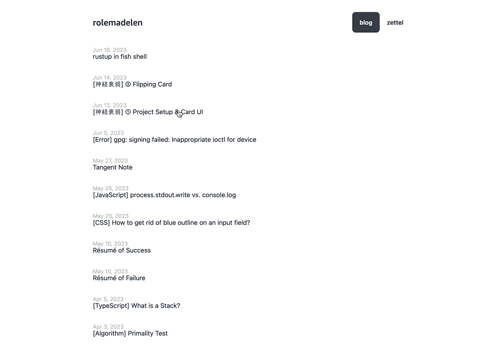 rolemadelen
blog
zettel
Jun 16, 2023
rustup in fish shell
Jun 14, 2023
[神経衰弱] ② Flipping Card
Jun 13, 2023
[神経衰弱] ① Project Setup & Card UI
Jun 5, 2023
[Error] gpg: signing failed: Inappropriate ioctl for device
May 27, 2023
Tangent Note
May 25, 2023
[JavaScript] process.stdout.write vs. console.log
May 20, 2023
[CSS] How to get rid of blue outline on an input field?
May 10, 2023
Résumé of Success
May 10, 2023
Résumé of Failure
Apr 5, 2023
[TypeScript] What is a Stack?
Apr 3, 2023
[Algorithm] Primality Test